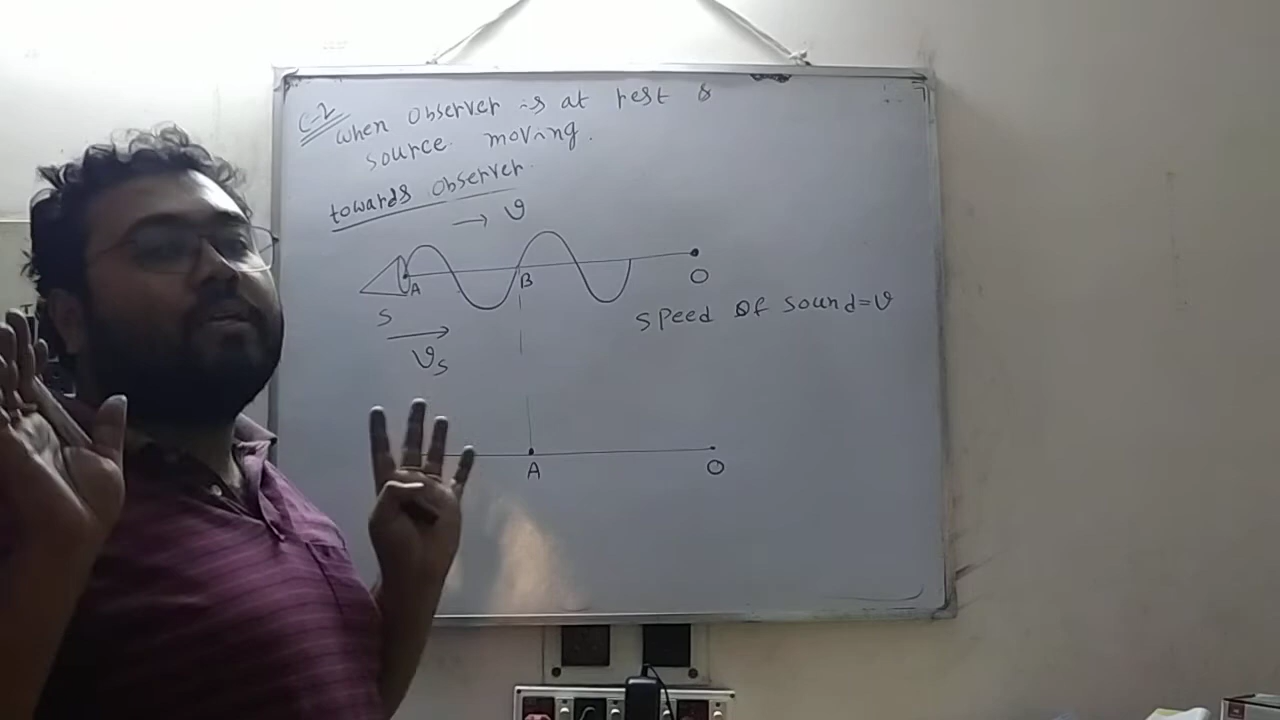 C-2
when observer is at rest &
source moving.
towards observer.
→ v
A
B
O
S
speed of sound=v
vs
A
O